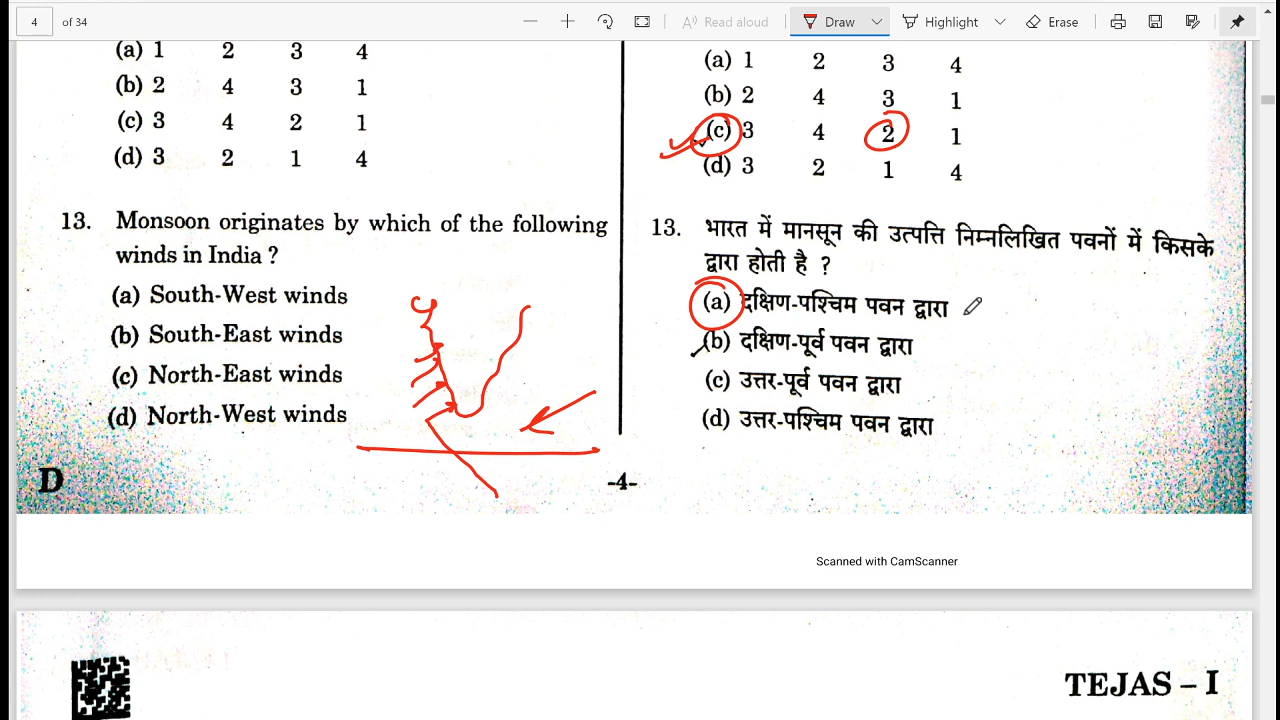 4 of 34 Read aloud Draw Highlight Erase
(a) 1 2 3 4
(b) 2 4 3 1
(c) 3 4 2 1
(d) 3 2 1 4
13. Monsoon originates by which of the following
winds in India ?
(a) South-West winds
(b) South-East winds
(c) North-East winds
(d) North-West winds
D
(a) 1 2 3 4
(b) 2 4 3 1
(c) 3 4 2 1
(d) 3 2 1 4
13. भारत में मानसून की उत्पत्ति निम्नलिखित पवनों में किसके
द्वारा होती है ?
(a) दक्षिण-पश्चिम पवन द्वारा
(b) दक्षिण-पूर्व पवन द्वारा
(c) उत्तर-पूर्व पवन द्वारा
(d) उत्तर-पश्चिम पवन द्वारा
-4-
Scanned with CamScanner
TEJAS – I